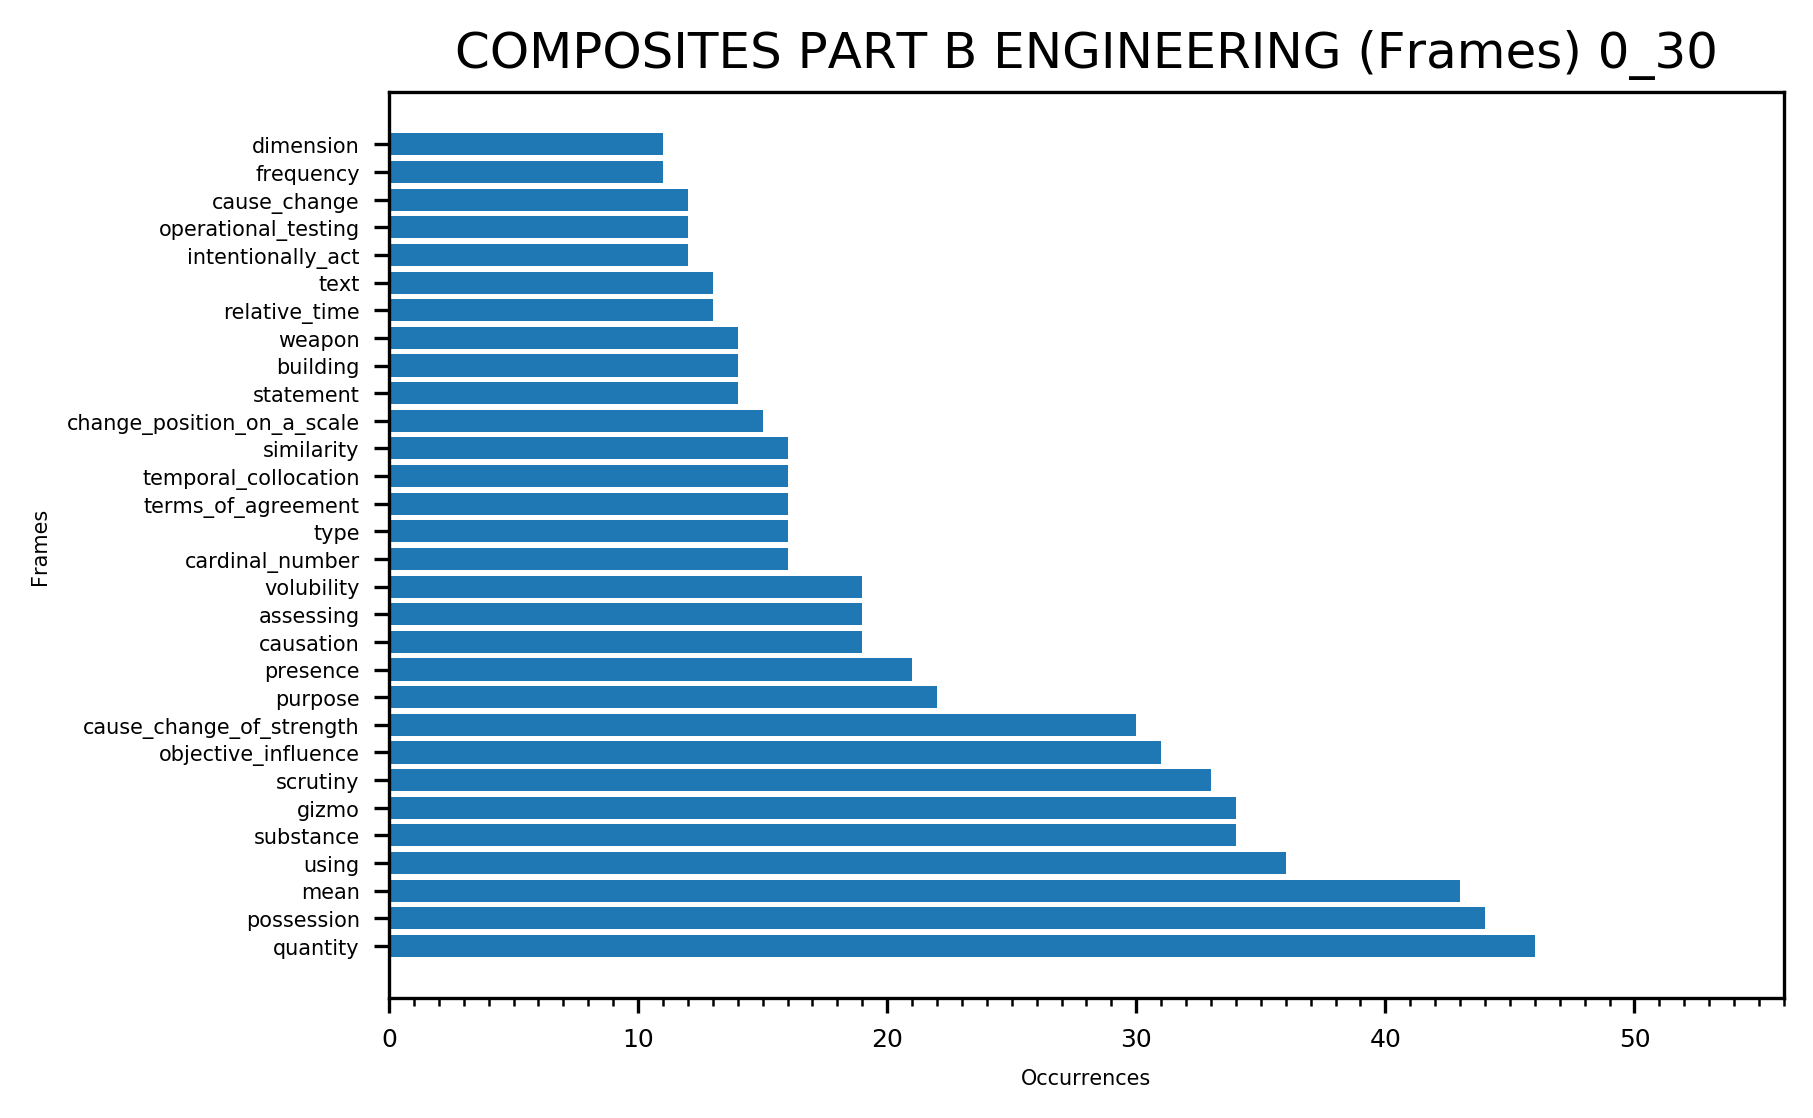 COMPOSITES PART B ENGINEERING (Frames) 0_30
dimension
frequency
cause_change
operational_testing
intentionally_act
text
relative_time
weapon
building
statement
change_position_on_a_scale
similarity
temporal_collocation
terms_of_agreement
type
cardinal_number
volubility
assessing
causation
presence
purpose
cause_change_of_strength
objective_influence
scrutiny
gizmo
substance
using
mean
possession
quantity
Frames
0 10 20 30 40 50
Occurrences